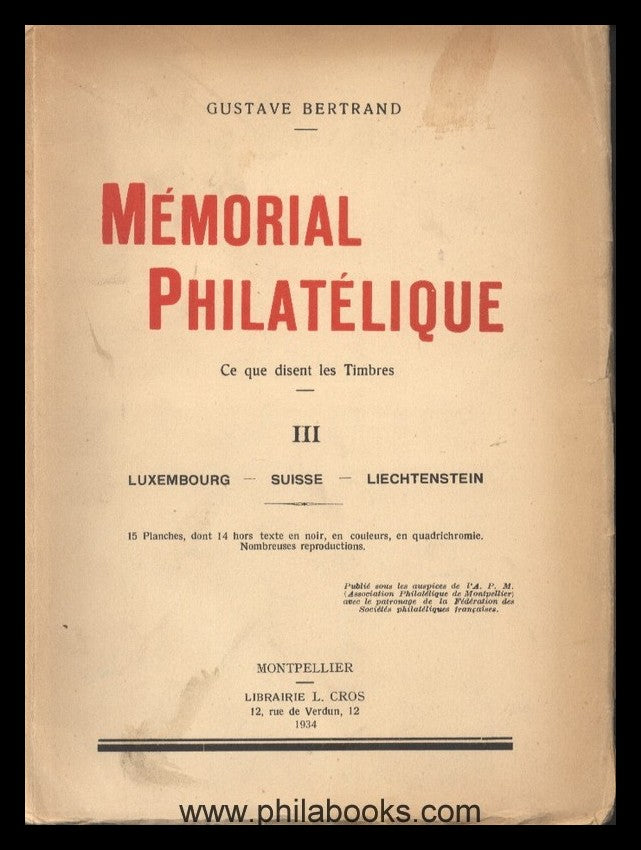 GUSTAVE BERTRAND
MÉMORIAL
PHILATÉLIQUE
Ce que disent les Timbres
III
LUXEMBOURG — SUISSE — LIECHTENSTEIN
15 Planches, dont 14 hors texte en noir, en couleurs, en quadrichromie.
Nombreuses reproductions.
Publié sous les auspices de l'A. P. M.
(Association Philatélique de Montpellier)
avec le patronage de la Fédération des
Sociétés philatéliques françaises.
MONTPELLIER
LIBRAIRIE L. CROS
12, rue de Verdun, 12
1934
www.philabooks.com